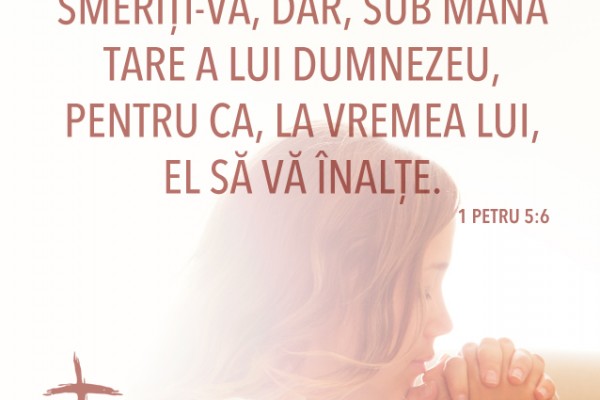 SMERIȚI-VĂ, DAR, SUB MÂNA
TARE A LUI DUMNEZEU,
PENTRU CA, LA VREMEA LUI,
EL SĂ VĂ ÎNALȚE.
1 PETRU 5:6